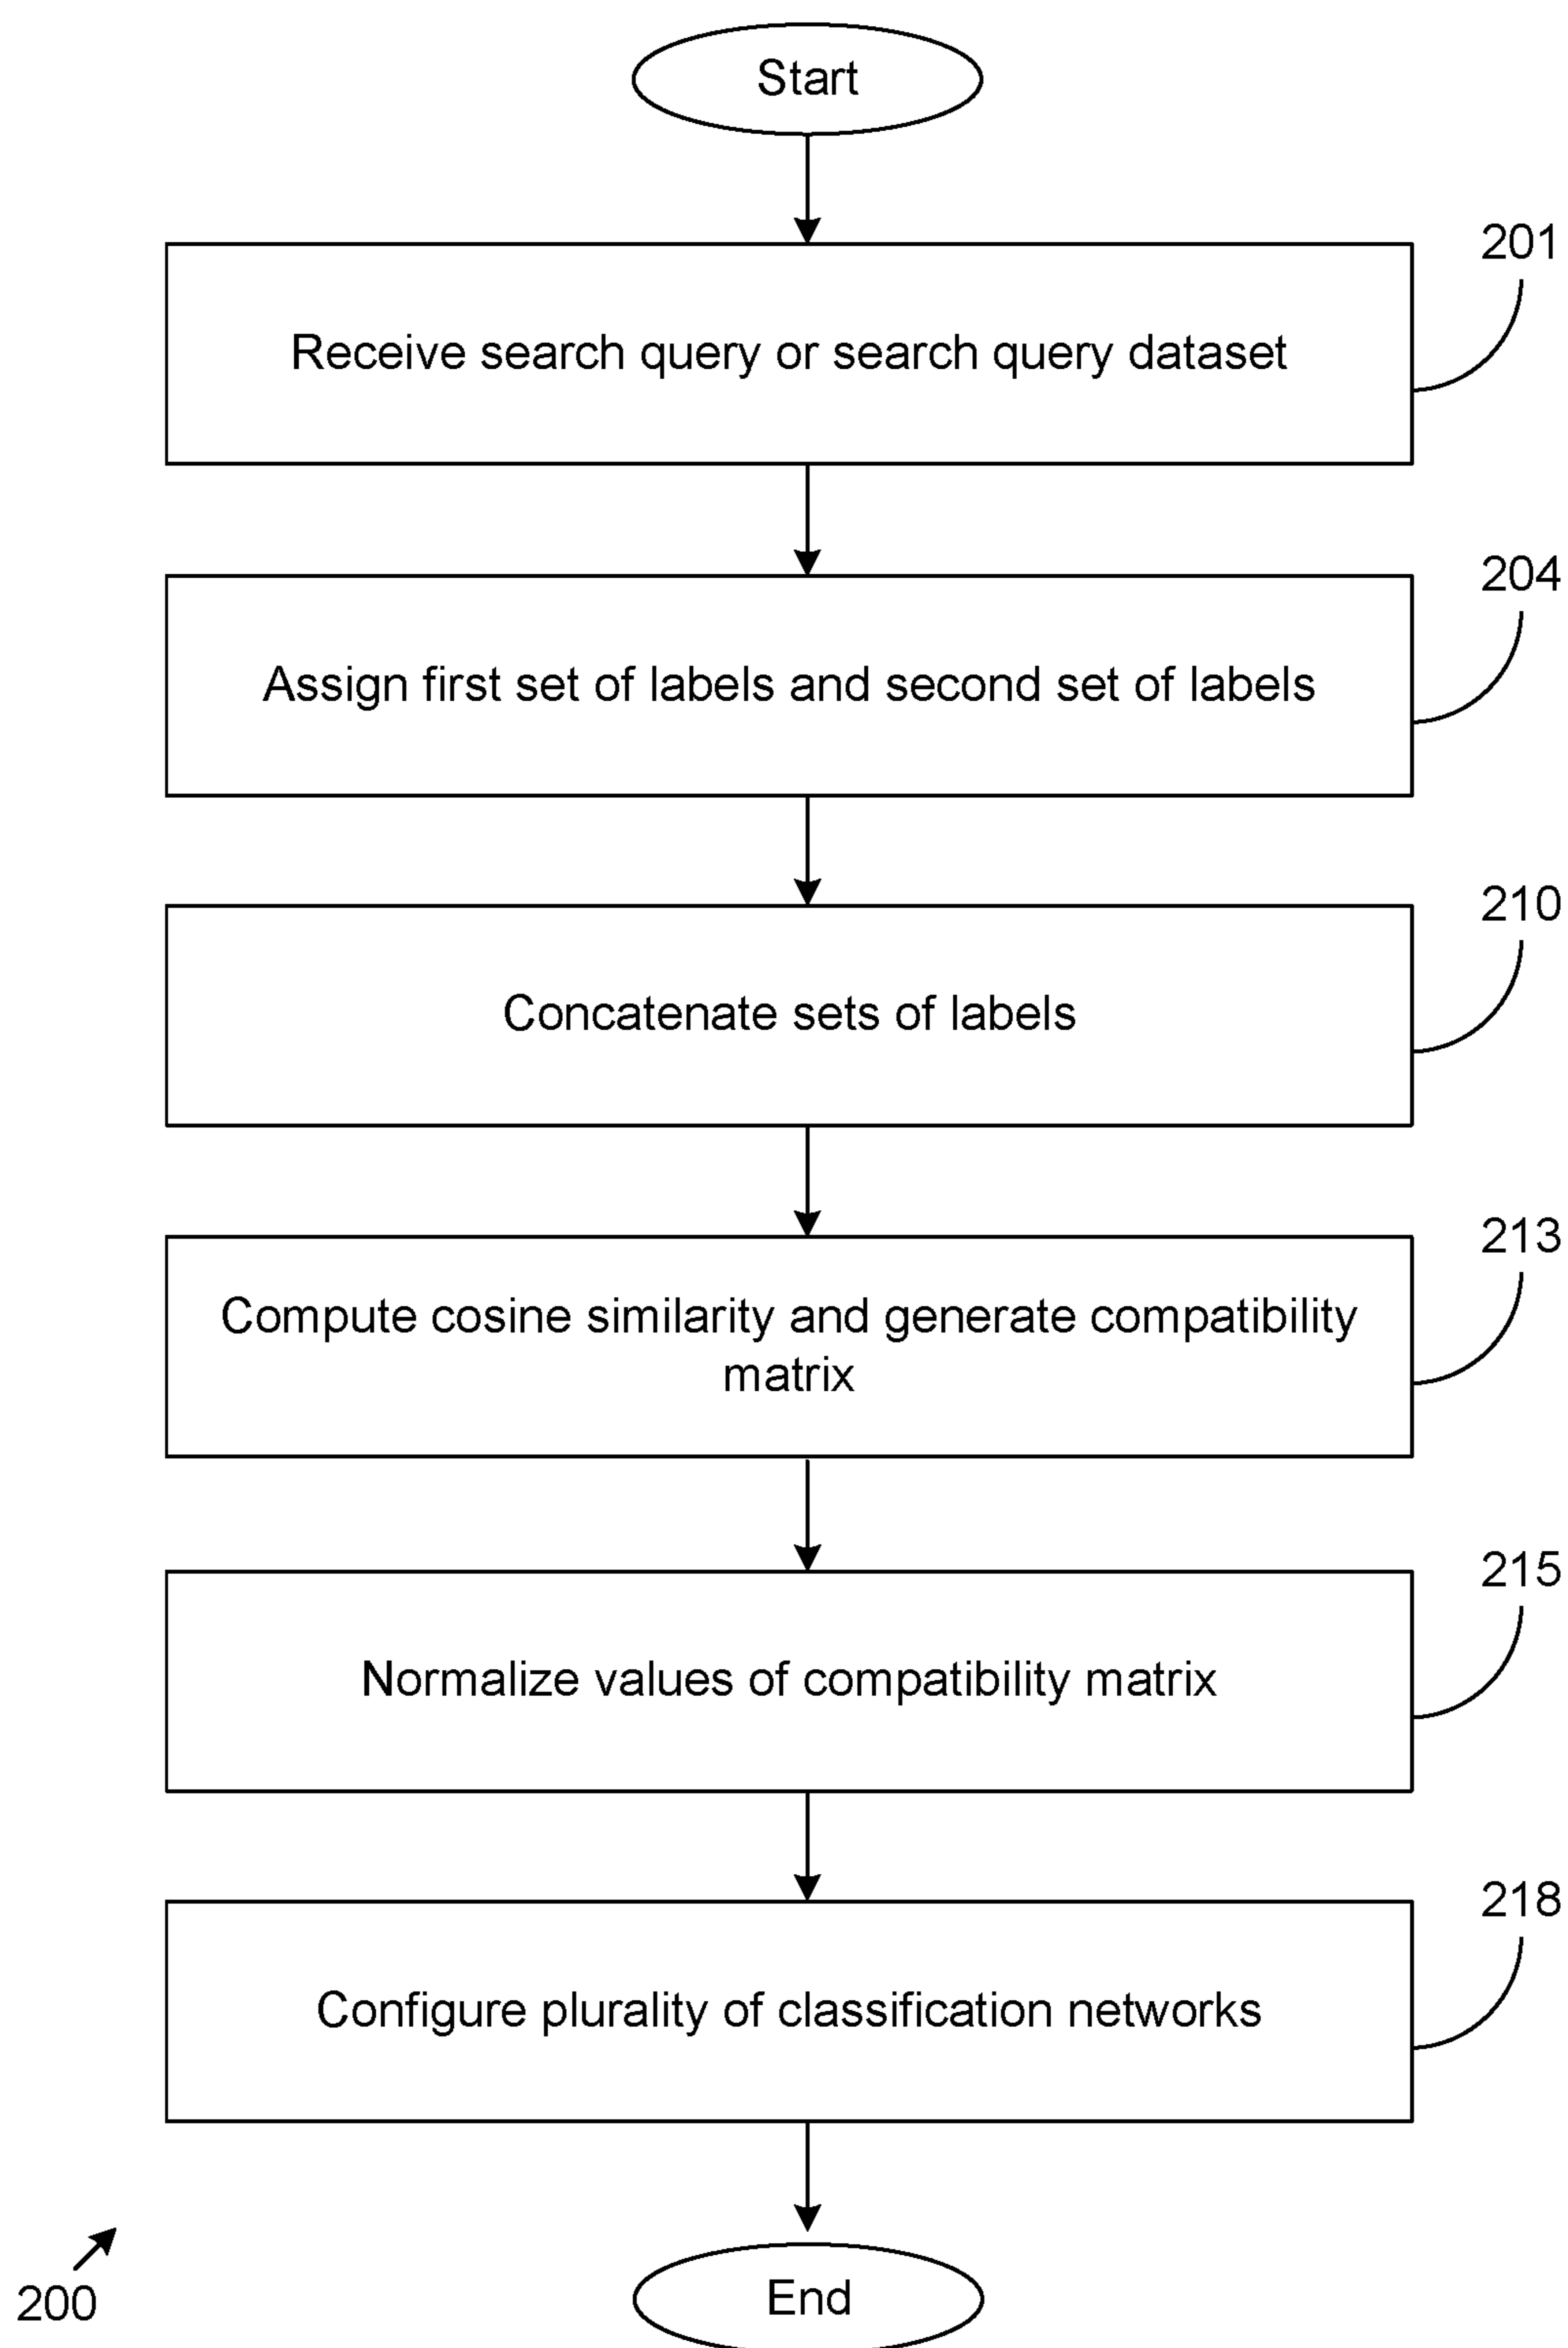 Start
201
Receive search query or search query dataset
204
Assign first set of labels and second set of labels
210
Concatenate sets of labels
213
Compute cosine similarity and generate compatibility
matrix
215
Normalize values of compatibility matrix
218
Configure plurality of classification networks
200
End